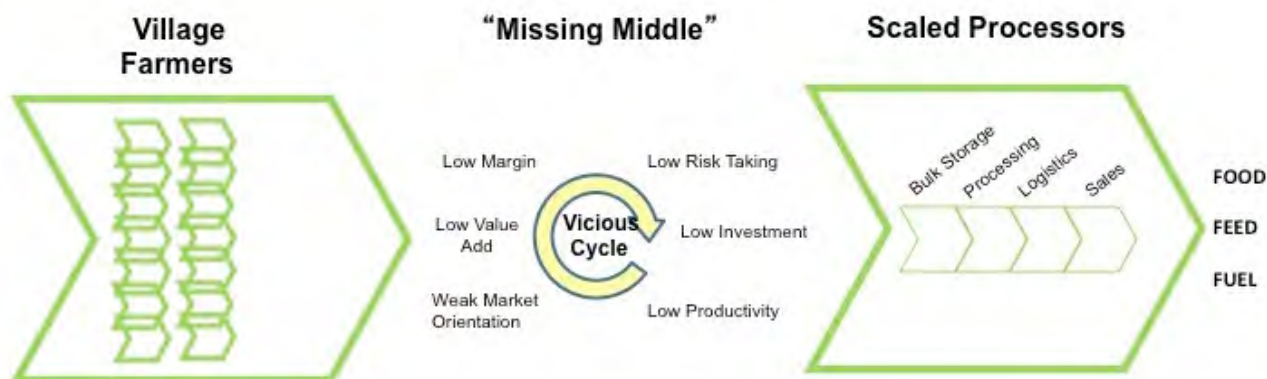 Village
Farmers
“Missing Middle”
Scaled Processors
Low Margin
Low Risk Taking
Low Value
Add
Vicious
Cycle
Low Investment
Weak Market
Orientation
Low Productivity
Bulk Storage
Processing
Logistics
Sales
FOOD
FEED
FUEL